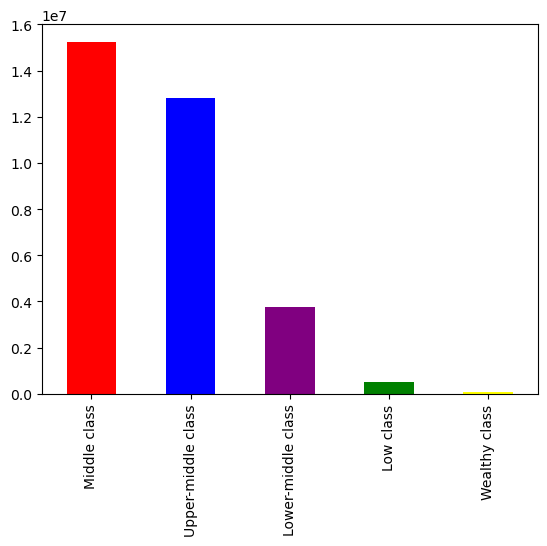 1e7
1.6
1.4
1.2
1.0
0.8
0.6
0.4
0.2
0.0
Middle class
Upper-middle class
Lower-middle class
Low class
Wealthy class